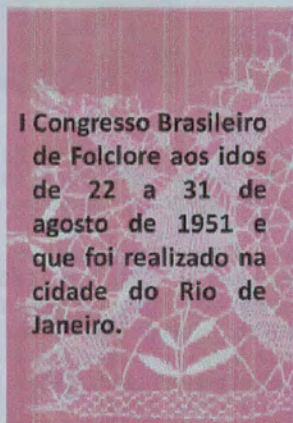 I Congresso Brasileiro
de Folclore aos idos
de 22 a 31 de
agosto de 1951 e
que foi realizado na
cidade do Rio de
Janeiro.